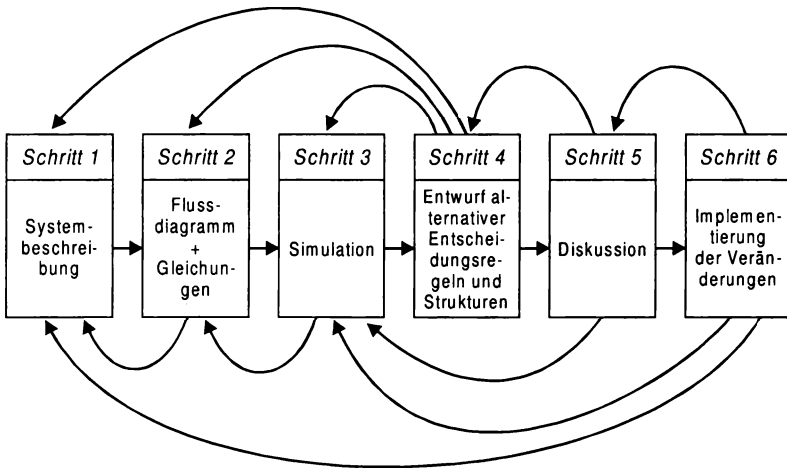 Schritt 1
Schritt 2
Schritt 3
Schritt 4
Schritt 5
Schritt 6
System-
beschrei-
bung
Fluss-
diagramm
+
Gleichun-
gen
Simulation
Entwurf al-
ternativer
Entschei-
dungsre-
geln und
Strukturen
Diskussion
Implemen-
tierung
der Verän-
derungen